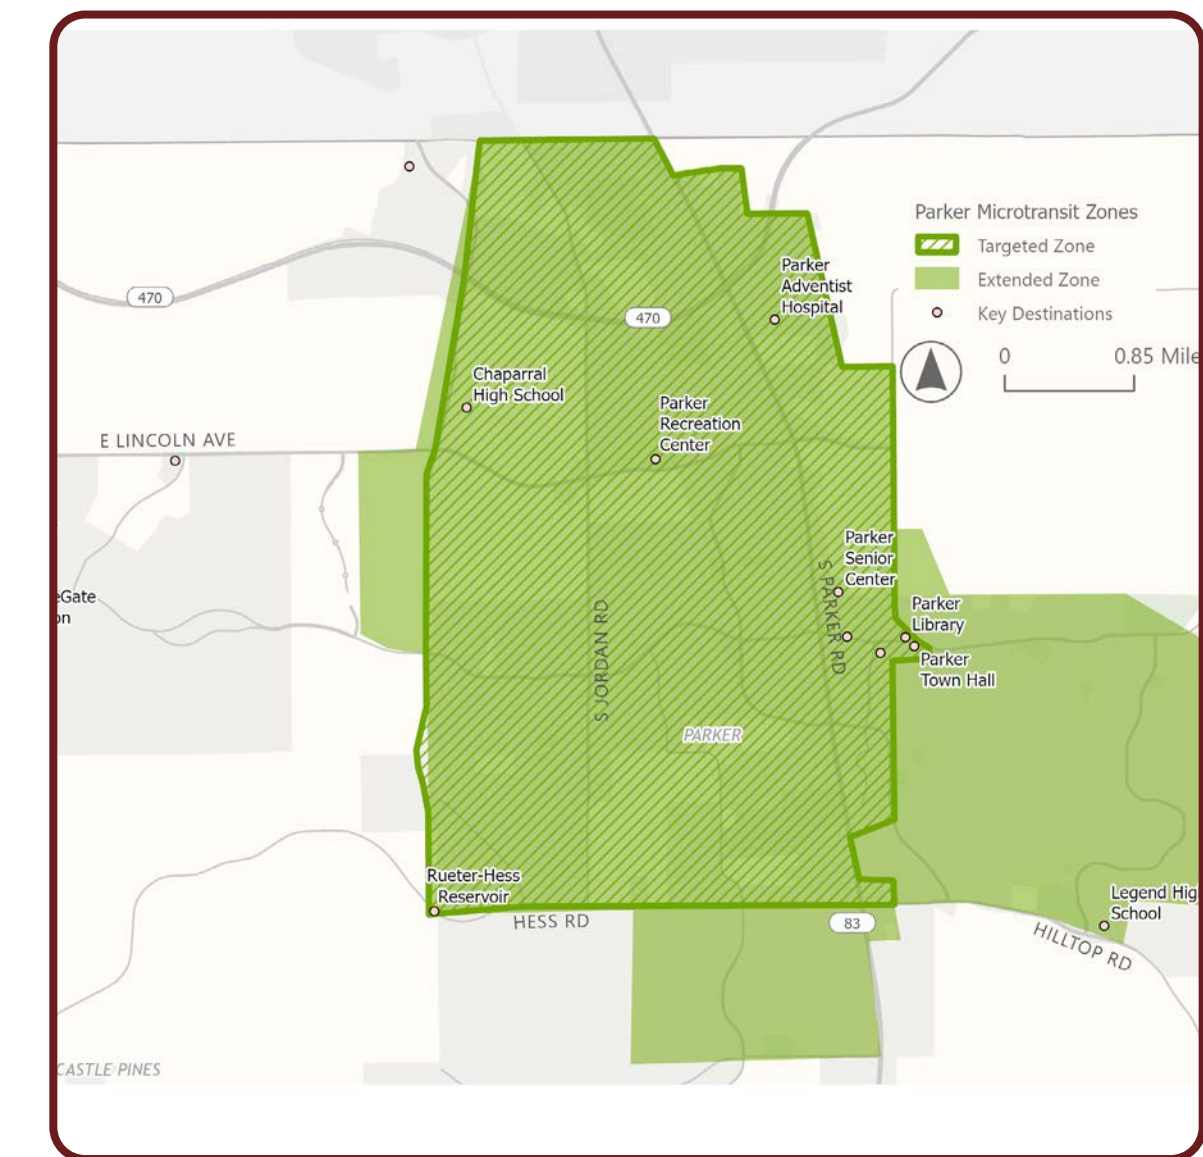 Parker Microtransit Zones
Targeted Zone
Extended Zone
Key Destinations
0 0.85 Mile
470
470
Parker
Adventist
Hospital
Chaparral
High School
Parker
Recreation
Center
E LINCOLN AVE
Parker
Senior
Center
S PARKER RD
eGate
on
Parker
Library
Parker
Town Hall
S JORDAN RD
PARKER
Rueter-Hess
Reservoir
HESS RD
83
Legend Hig
School
HILLTOP RD
CASTLE PINES